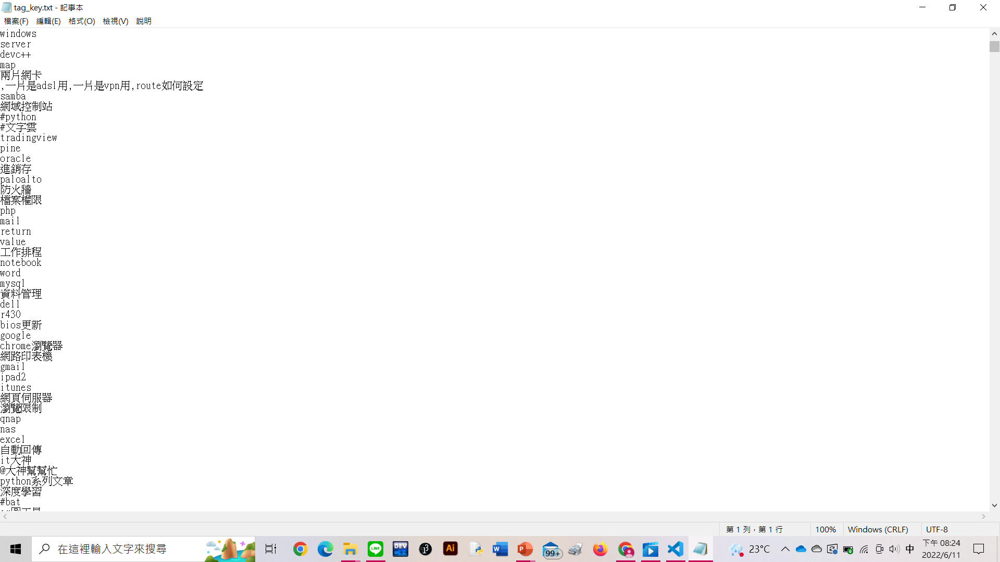 tag_key.txt - 記事本
檔案(F) 編輯(E) 格式(O) 檢視(V) 說明
windows
server
devc++
map
兩片網卡
,一片是adsl用,一片是vpn用,route如何設定
samba
網域控制站
#python
#文字雲
tradingview
pine
oracle
進銷存
paloalto
防火牆
檔案權限
php
mail
return
value
工作排程
notebook
word
mysql
資料管理
dell
r430
bios更新
google
chrome瀏覽器
網路印表機
gmail
ipad2
itunes
網頁伺服器
瀏覽限制
qnap
nas
excel
自動回傳
it大神
@大神幫幫忙
python系列文章
深度學習
#bat
第 1 列，第 1 行 100% Windows (CRLF) UTF-8
在這裡輸入文字來搜尋 LINE DEV C++ Ai W P 99+ 23°C 中 下午 08:24
2022/6/11